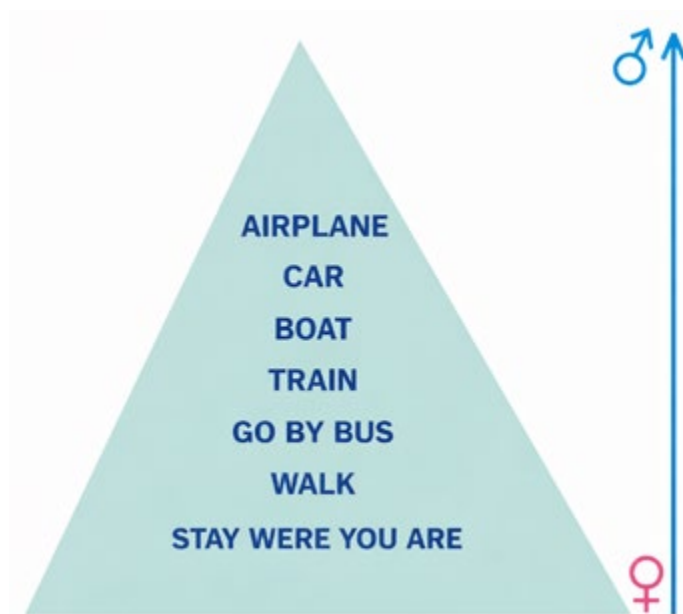 AIRPLANE
CAR
BOAT
TRAIN
GO BY BUS
WALK
STAY WERE YOU ARE